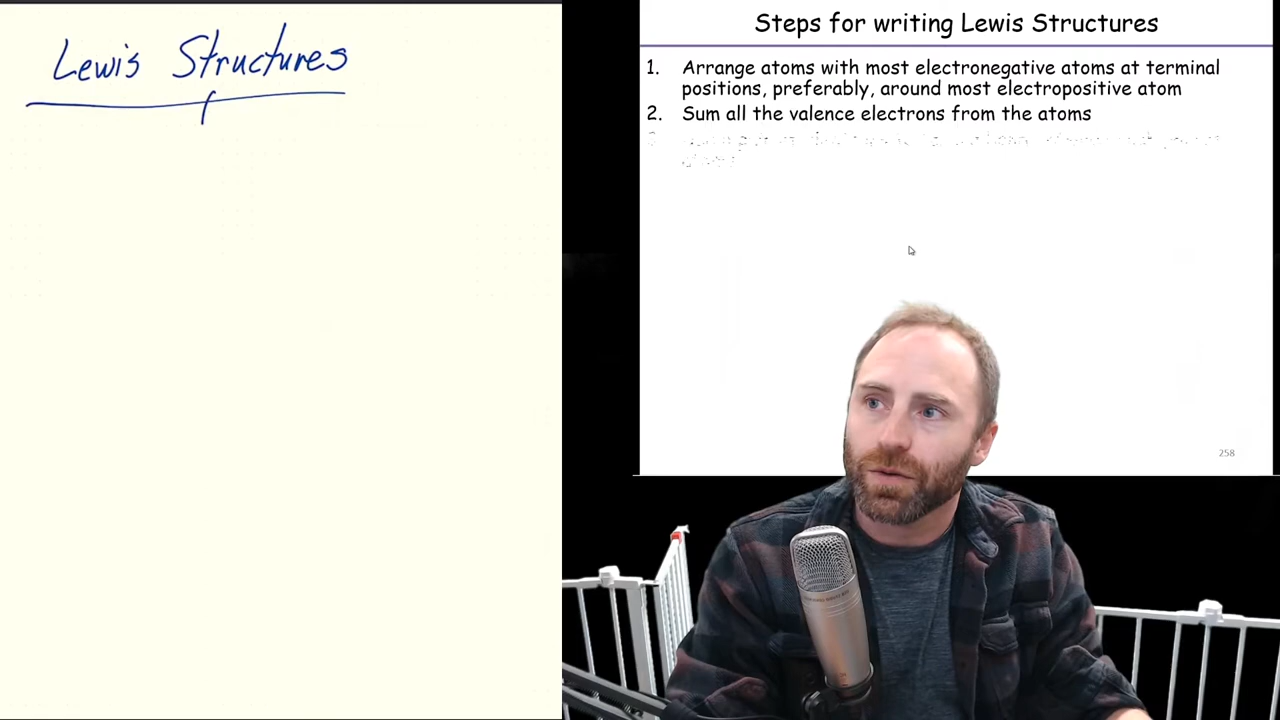 Lewis Structures
Steps for writing Lewis Structures
1. Arrange atoms with most electronegative atoms at terminal
positions, preferably, around most electropositive atom
2. Sum all the valence electrons from the atoms
258